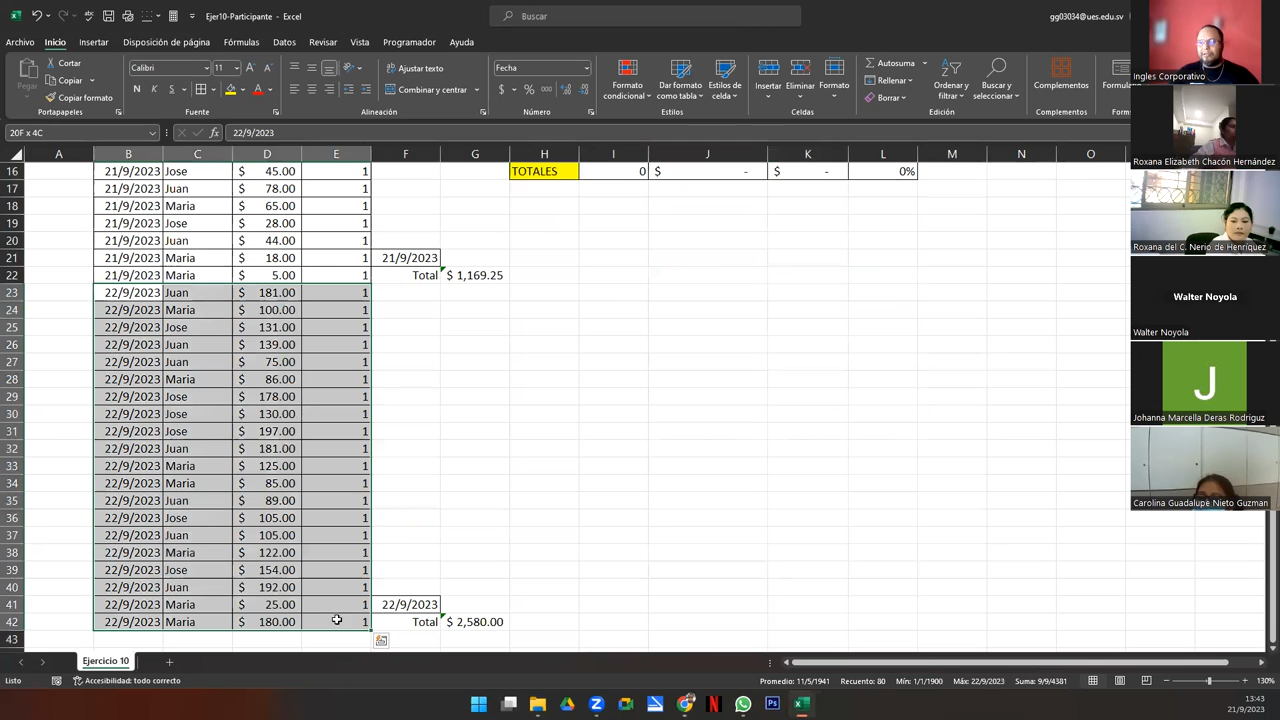 Ejer10-Participante - Excel
Buscar
gg03034@ues.edu.sv
Archivo Inicio Insertar Disposición de página Fórmulas Datos Revisar Vista Programador Ayuda
Pegar
Cortar
Copiar
Copiar formato
Portapapeles
Calibri 11
N K S
Fuente
Ajustar texto
Combinar y centrar
Alineación
Fecha
$ % 000
Número
Formato condicional
Dar formato como tabla
Estilos de celda
Estilos
Insertar Eliminar Formato
Celdas
Autosuma
Rellenar
Borrar
Ordenar y filtrar
Buscar y seleccionar
Edición
Complementos
Complementos
20F x 4C fx 22/9/2023
A B C D E F G H I J K L M N O
16 21/9/2023 Jose $ 45.00 1 TOTALES 0 $ - $ - 0%
17 21/9/2023 Juan $ 78.00 1
18 21/9/2023 Maria $ 65.00 1
19 21/9/2023 Jose $ 28.00 1
20 21/9/2023 Juan $ 44.00 1
21 21/9/2023 Maria $ 18.00 1 21/9/2023
22 21/9/2023 Maria $ 5.00 1 Total $ 1,169.25
23 22/9/2023 Juan $ 181.00 1
24 22/9/2023 Maria $ 100.00 1
25 22/9/2023 Jose $ 131.00 1
26 22/9/2023 Juan $ 139.00 1
27 22/9/2023 Juan $ 75.00 1
28 22/9/2023 Maria $ 86.00 1
29 22/9/2023 Jose $ 178.00 1
30 22/9/2023 Jose $ 130.00 1
31 22/9/2023 Jose $ 197.00 1
32 22/9/2023 Juan $ 181.00 1
33 22/9/2023 Maria $ 125.00 1
34 22/9/2023 Maria $ 85.00 1
35 22/9/2023 Juan $ 89.00 1
36 22/9/2023 Jose $ 105.00 1
37 22/9/2023 Juan $ 105.00 1
38 22/9/2023 Maria $ 122.00 1
39 22/9/2023 Jose $ 154.00 1
40 22/9/2023 Juan $ 192.00 1
41 22/9/2023 Maria $ 25.00 1 22/9/2023
42 22/9/2023 Maria $ 180.00 1 Total $ 2,580.00
43
Ejercicio 10
Listo Accesibilidad: todo correcto Promedio: 11/5/1941 Recuento: 80 Mín: 1/1/1900 Máx: 22/9/2023 Suma: 9/9/4381 130%
13:43
21/9/2023
Ingles Corporativo
Roxana Elizabeth Chacón Hernández
Roxana del C. Nerio de Henríquez
Walter Noyola
Walter Noyola
J
Johanna Marcella Deras Rodriguz
Carolina Guadalupe Nieto Guzman